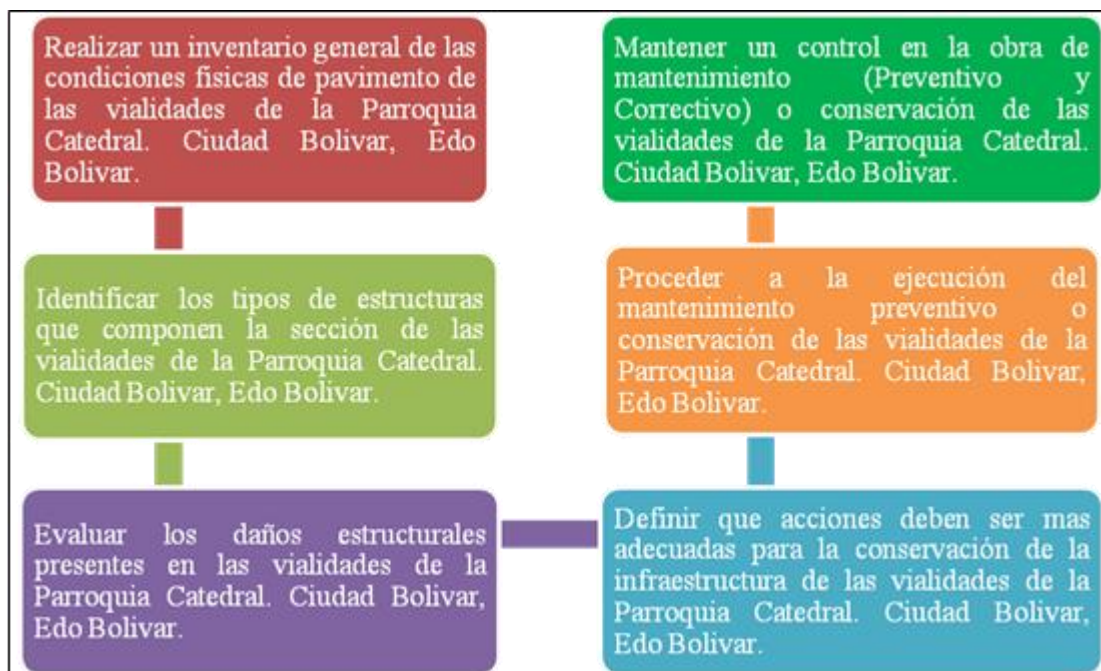 Realizar un inventario general de las
condiciones fisicas de pavimento de
las vialidades de la Parroquia
Catedral. Ciudad Bolivar, Edo
Bolivar.
Identificar los tipos de estructuras
que componen la sección de las
vialidades de la Parroquia Catedral.
Ciudad Bolivar, Edo Bolivar.
Evaluar los daños estructurales
presentes en las vialidades de la
Parroquia Catedral. Ciudad Bolivar,
Edo Bolivar.
Definir que acciones deben ser mas
adecuadas para la conservación de la
infraestructura de las vialidades de la
Parroquia Catedral. Ciudad Bolivar,
Edo Bolivar.
Proceder a la ejecución del
mantenimiento preventivo o
conservación de las vialidades de la
Parroquia Catedral. Ciudad Bolivar,
Edo Bolivar.
Mantener un control en la obra de
mantenimiento (Preventivo y
Correctivo) o conservación de las
vialidades de la Parroquia Catedral.
Ciudad Bolivar, Edo Bolivar.